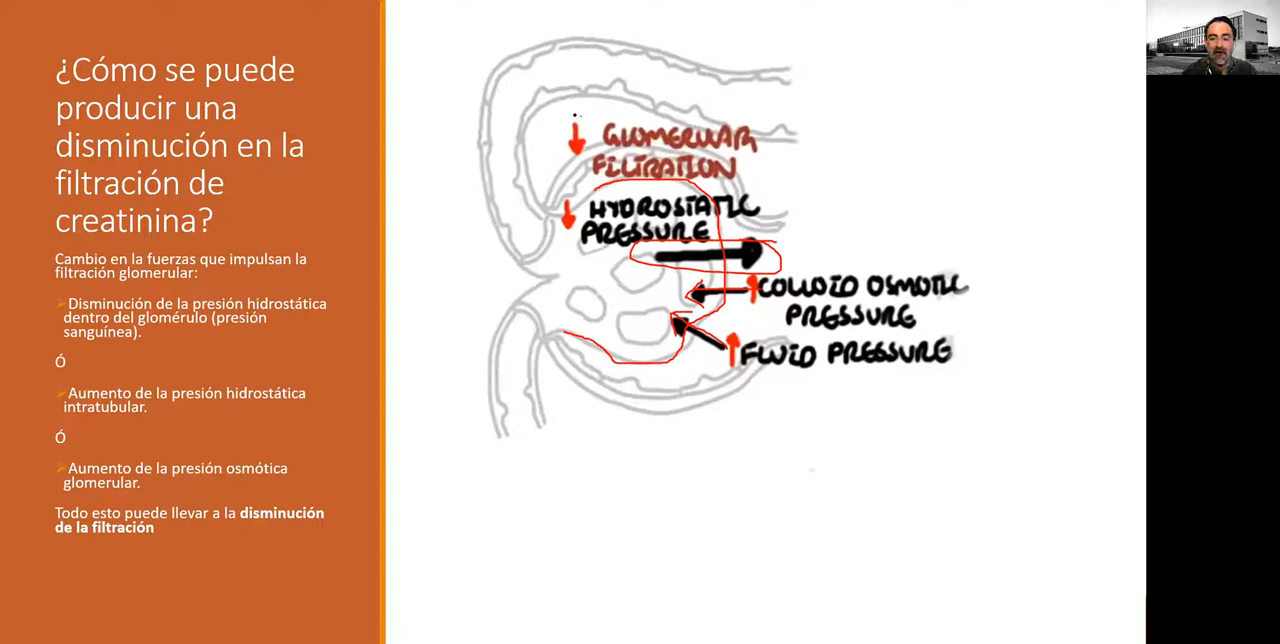 ¿Cómo se puede
producir una
disminución en la
filtración de
creatinina?
Cambio en la fuerzas que impulsan la
filtración glomerular:
Disminución de la presión hidrostática
dentro del glomérulo (presión
sanguínea).
Ó
Aumento de la presión hidrostática
intratubular.
Ó
Aumento de la presión osmótica
glomerular.
Todo esto puede llevar a la disminución
de la filtración
GLOMERULAR
FILTRATION
HYDROSTATIC
PRESSURE
COLLOID OSMOTIC
PRESSURE
FLUID PRESSURE